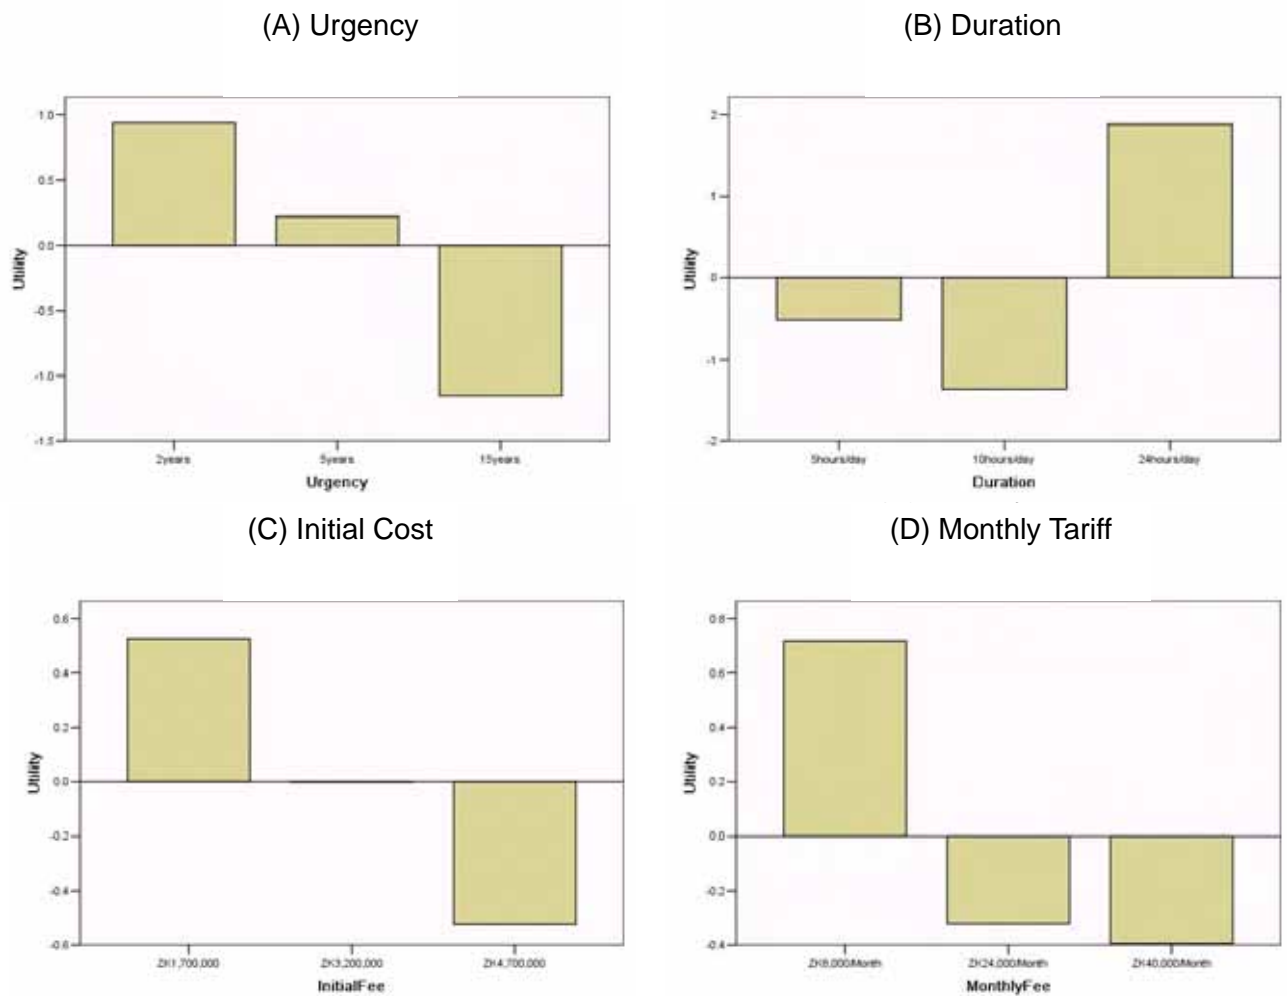 (A) Urgency
(B) Duration
1.0
0.5
0.0
-0.5
-1.0
-1.5
Utility
2years
5years
15years
Urgency
2
1
0
-1
-2
Utility
5hours/day
10hours/day
24hours/day
Duration
(C) Initial Cost
(D) Monthly Tariff
0.6
0.4
0.2
0.0
-0.2
-0.4
-0.6
Utility
ZK1,700,000
ZK3,200,000
ZK4,700,000
InitialFee
0.8
0.6
0.4
0.2
0.0
-0.2
-0.4
Utility
ZK8,000/Month
ZK24,000/Month
ZK40,000/Month
MonthlyFee